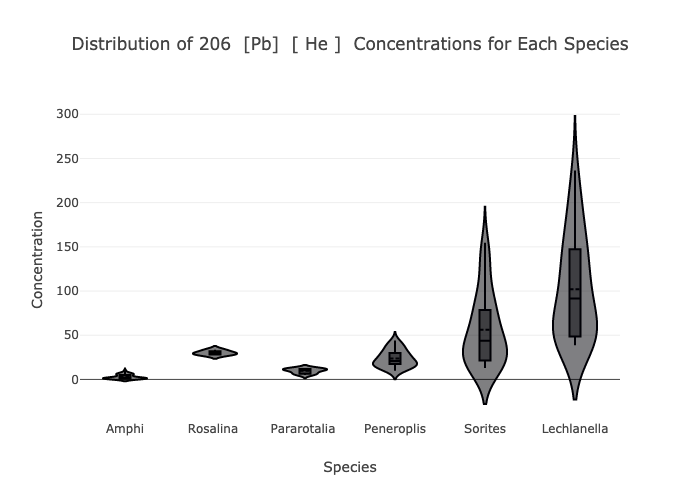 Distribution of 206  [Pb]  [ He ]  Concentrations for Each Species
300
250
200
150
100
50
0
Concentration
Amphi Rosalina Pararotalia Peneroplis Sorites Lechlanella
Species